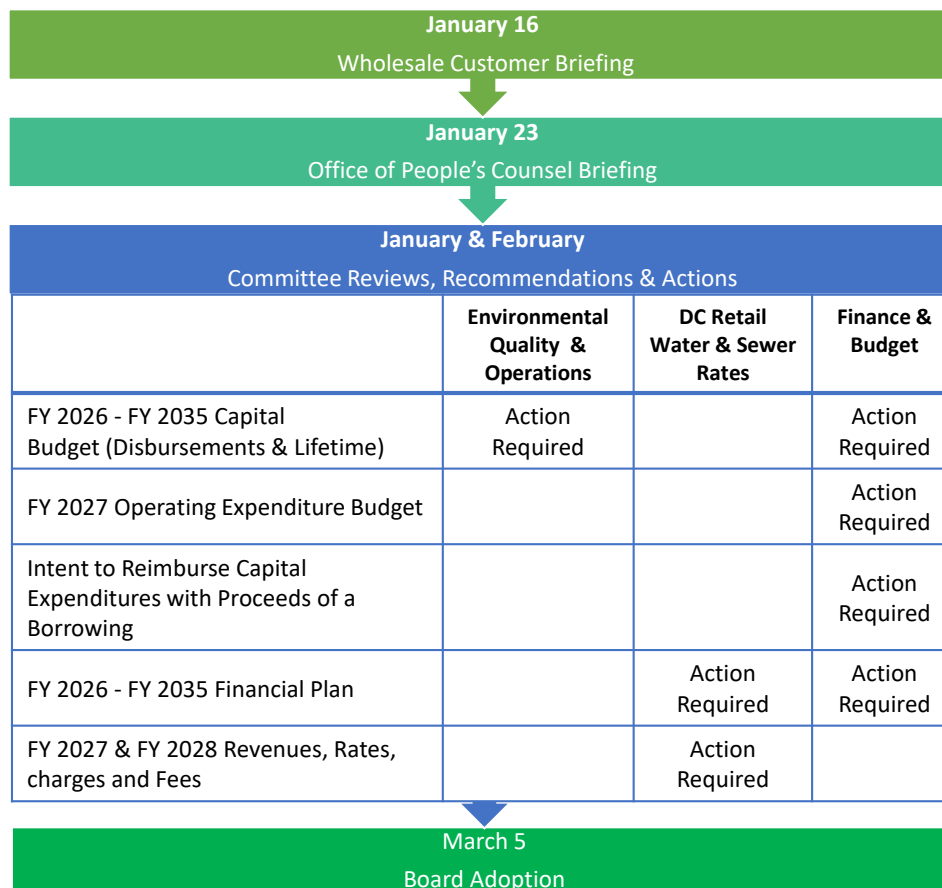 January 16
Wholesale Customer Briefing
January 23
Office of People’s Counsel Briefing
January & February
Committee Reviews, Recommendations & Actions
Environmental
Quality & 
Operations
DC Retail
Water & Sewer
Rates
Finance &
Budget
FY 2026 - FY 2035 Capital
Budget (Disbursements & Lifetime)
Action
Required
Action
Required
FY 2027 Operating Expenditure Budget
Action
Required
Intent to Reimburse Capital
Expenditures with Proceeds of a
Borrowing
Action
Required
FY 2026 - FY 2035 Financial Plan
Action
Required
Action
Required
FY 2027 & FY 2028 Revenues, Rates,
charges and Fees
Action
Required
March 5
Board Adoption